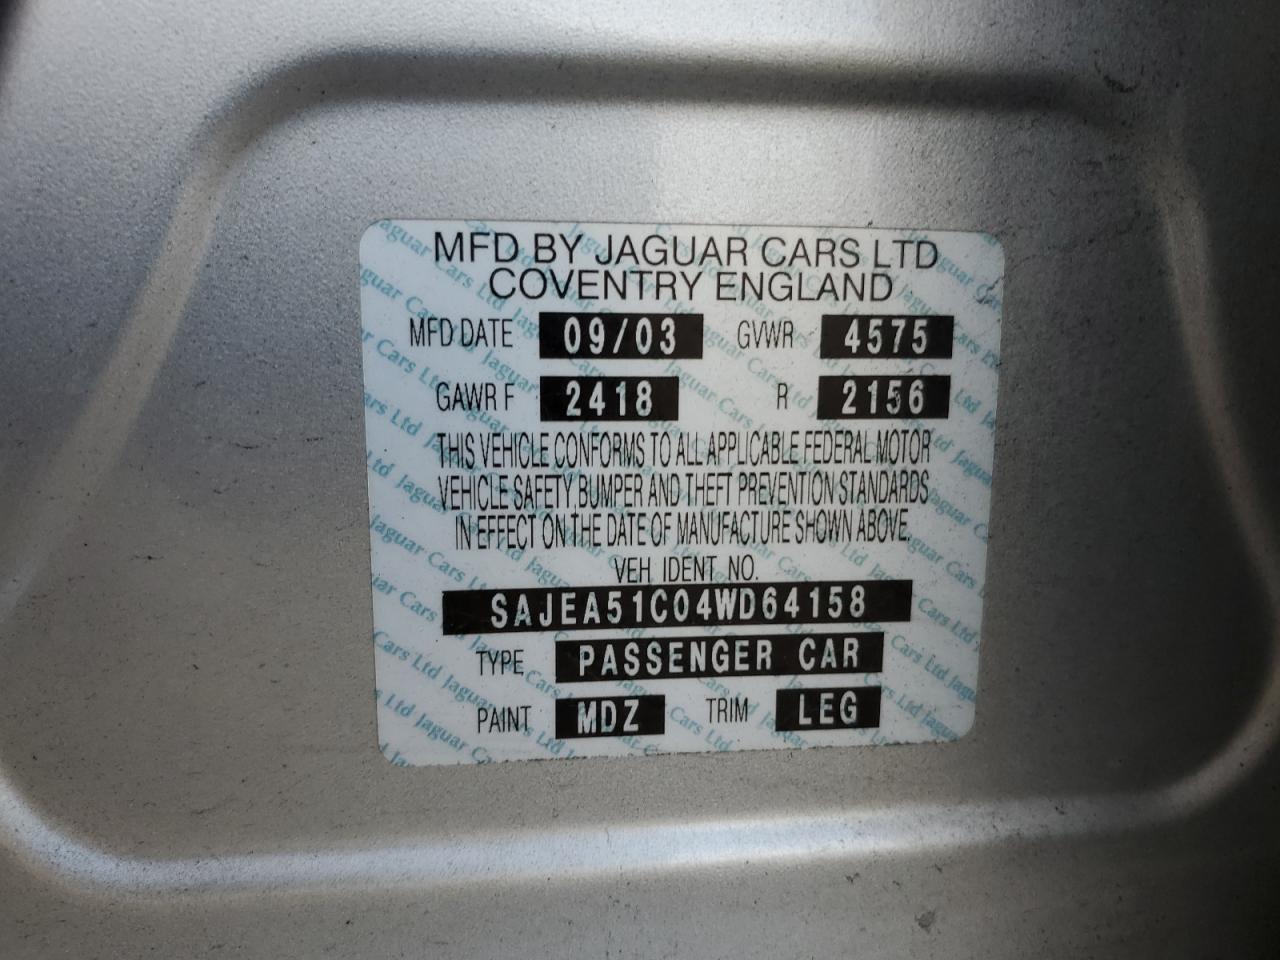 MFD BY JAGUAR CARS LTD
COVENTRY ENGLAND
MFD DATE 09/03 GVWR 4575
GAWR F 2418 R 2156
THIS VEHICLE CONFORMS TO ALL APPLICABLE FEDERAL MOTOR
VEHICLE SAFETY, BUMPER AND THEFT PREVENTION STANDARDS
IN EFFECT ON THE DATE OF MANUFACTURE SHOWN ABOVE.
VEH IDENT NO.
SAJEA51C04WD64158
TYPE PASSENGER CAR
PAINT MDZ TRIM LEG